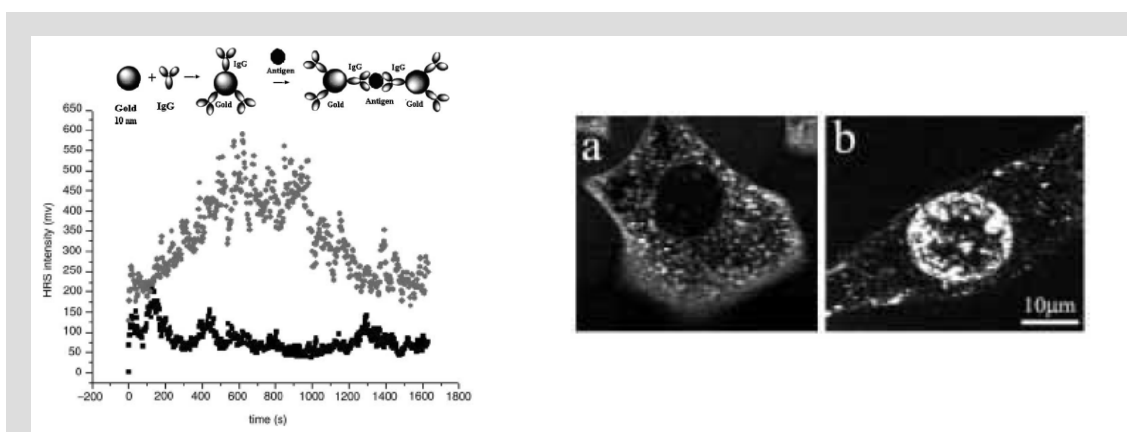 IgG
IgG
IgG
Antigen
+
Gold
Gold
Antigen
Gold
Gold
IgG
10 nm
650
600
550
500
450
400
350
300
250
200
150
100
50
0
HRS intensity (mv)
−200 0 200 400 600 800 1000 1200 1400 1600 1800
time (s)
a
b
10μm